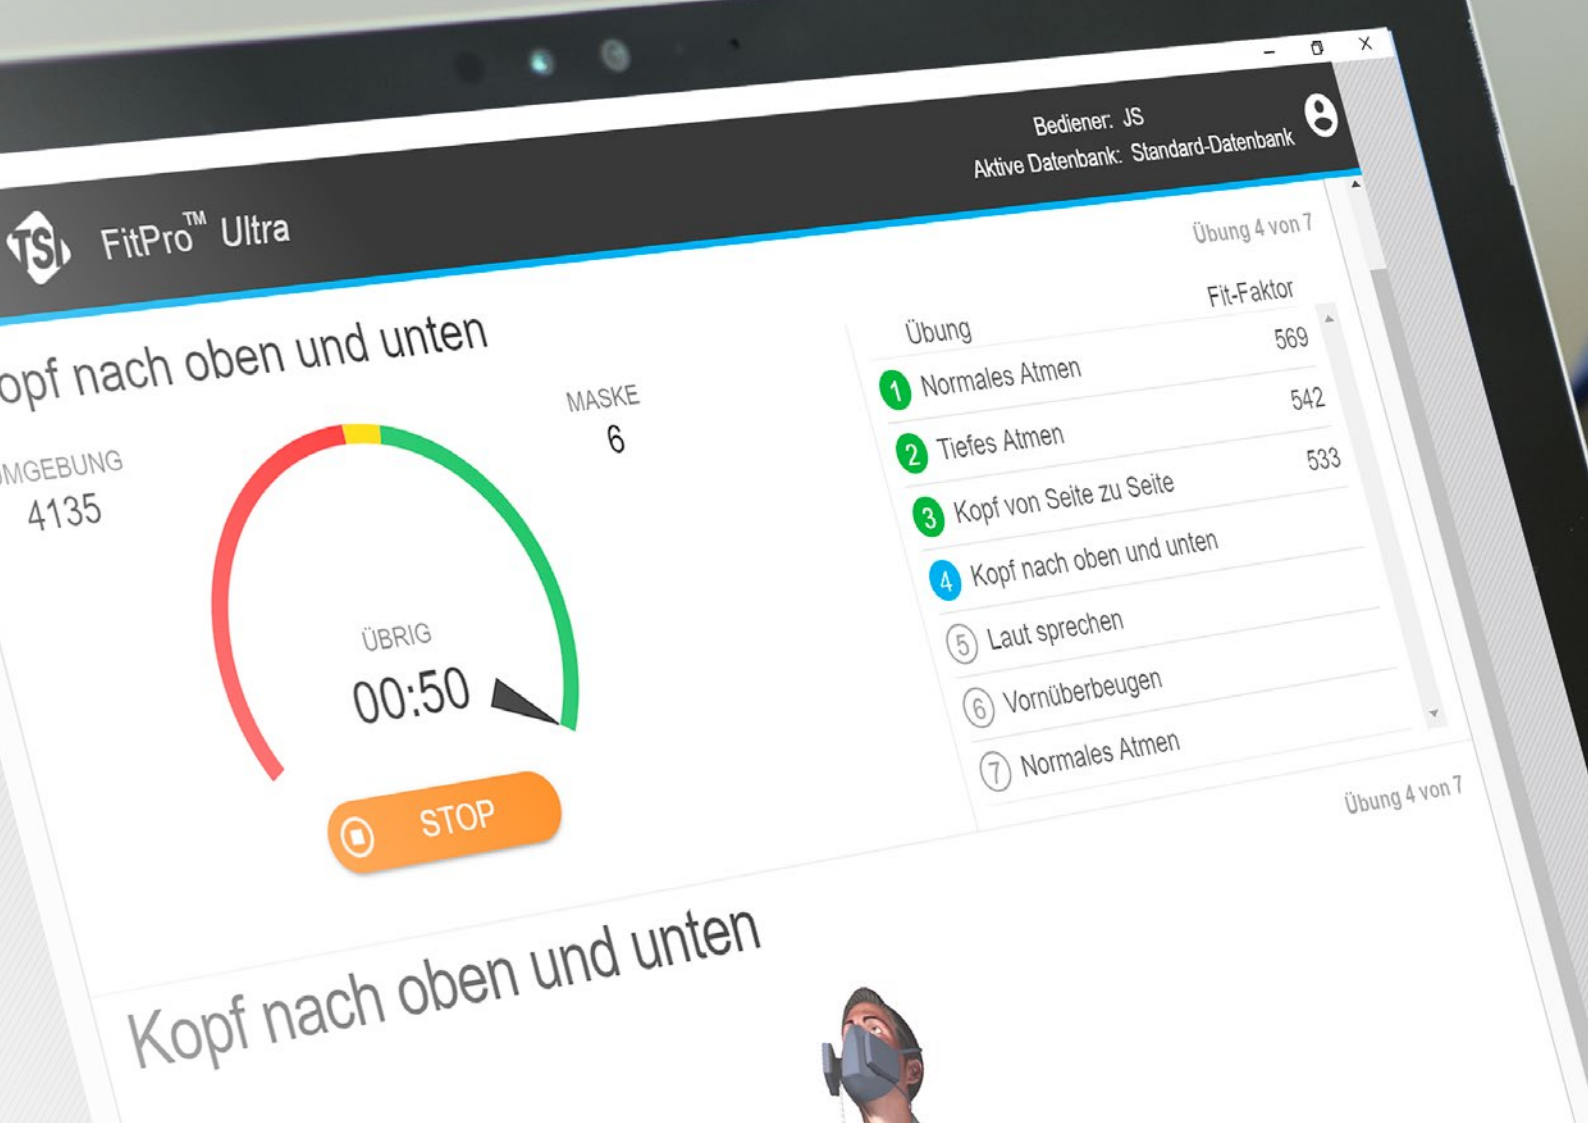 Bediener: JS
Aktive Datenbank: Standard-Datenbank
TSI
FitPro™ Ultra
Übung 4 von 7
opf nach oben und unten
MGEBUNG
4135
MASKE
6
ÜBRIG
00:50
STOP
Übung Fit-Faktor
1 Normales Atmen 569
2 Tiefes Atmen 542
3 Kopf von Seite zu Seite 533
4 Kopf nach oben und unten
5 Laut sprechen
6 Vornüberbeugen
7 Normales Atmen
Übung 4 von 7
Kopf nach oben und unten